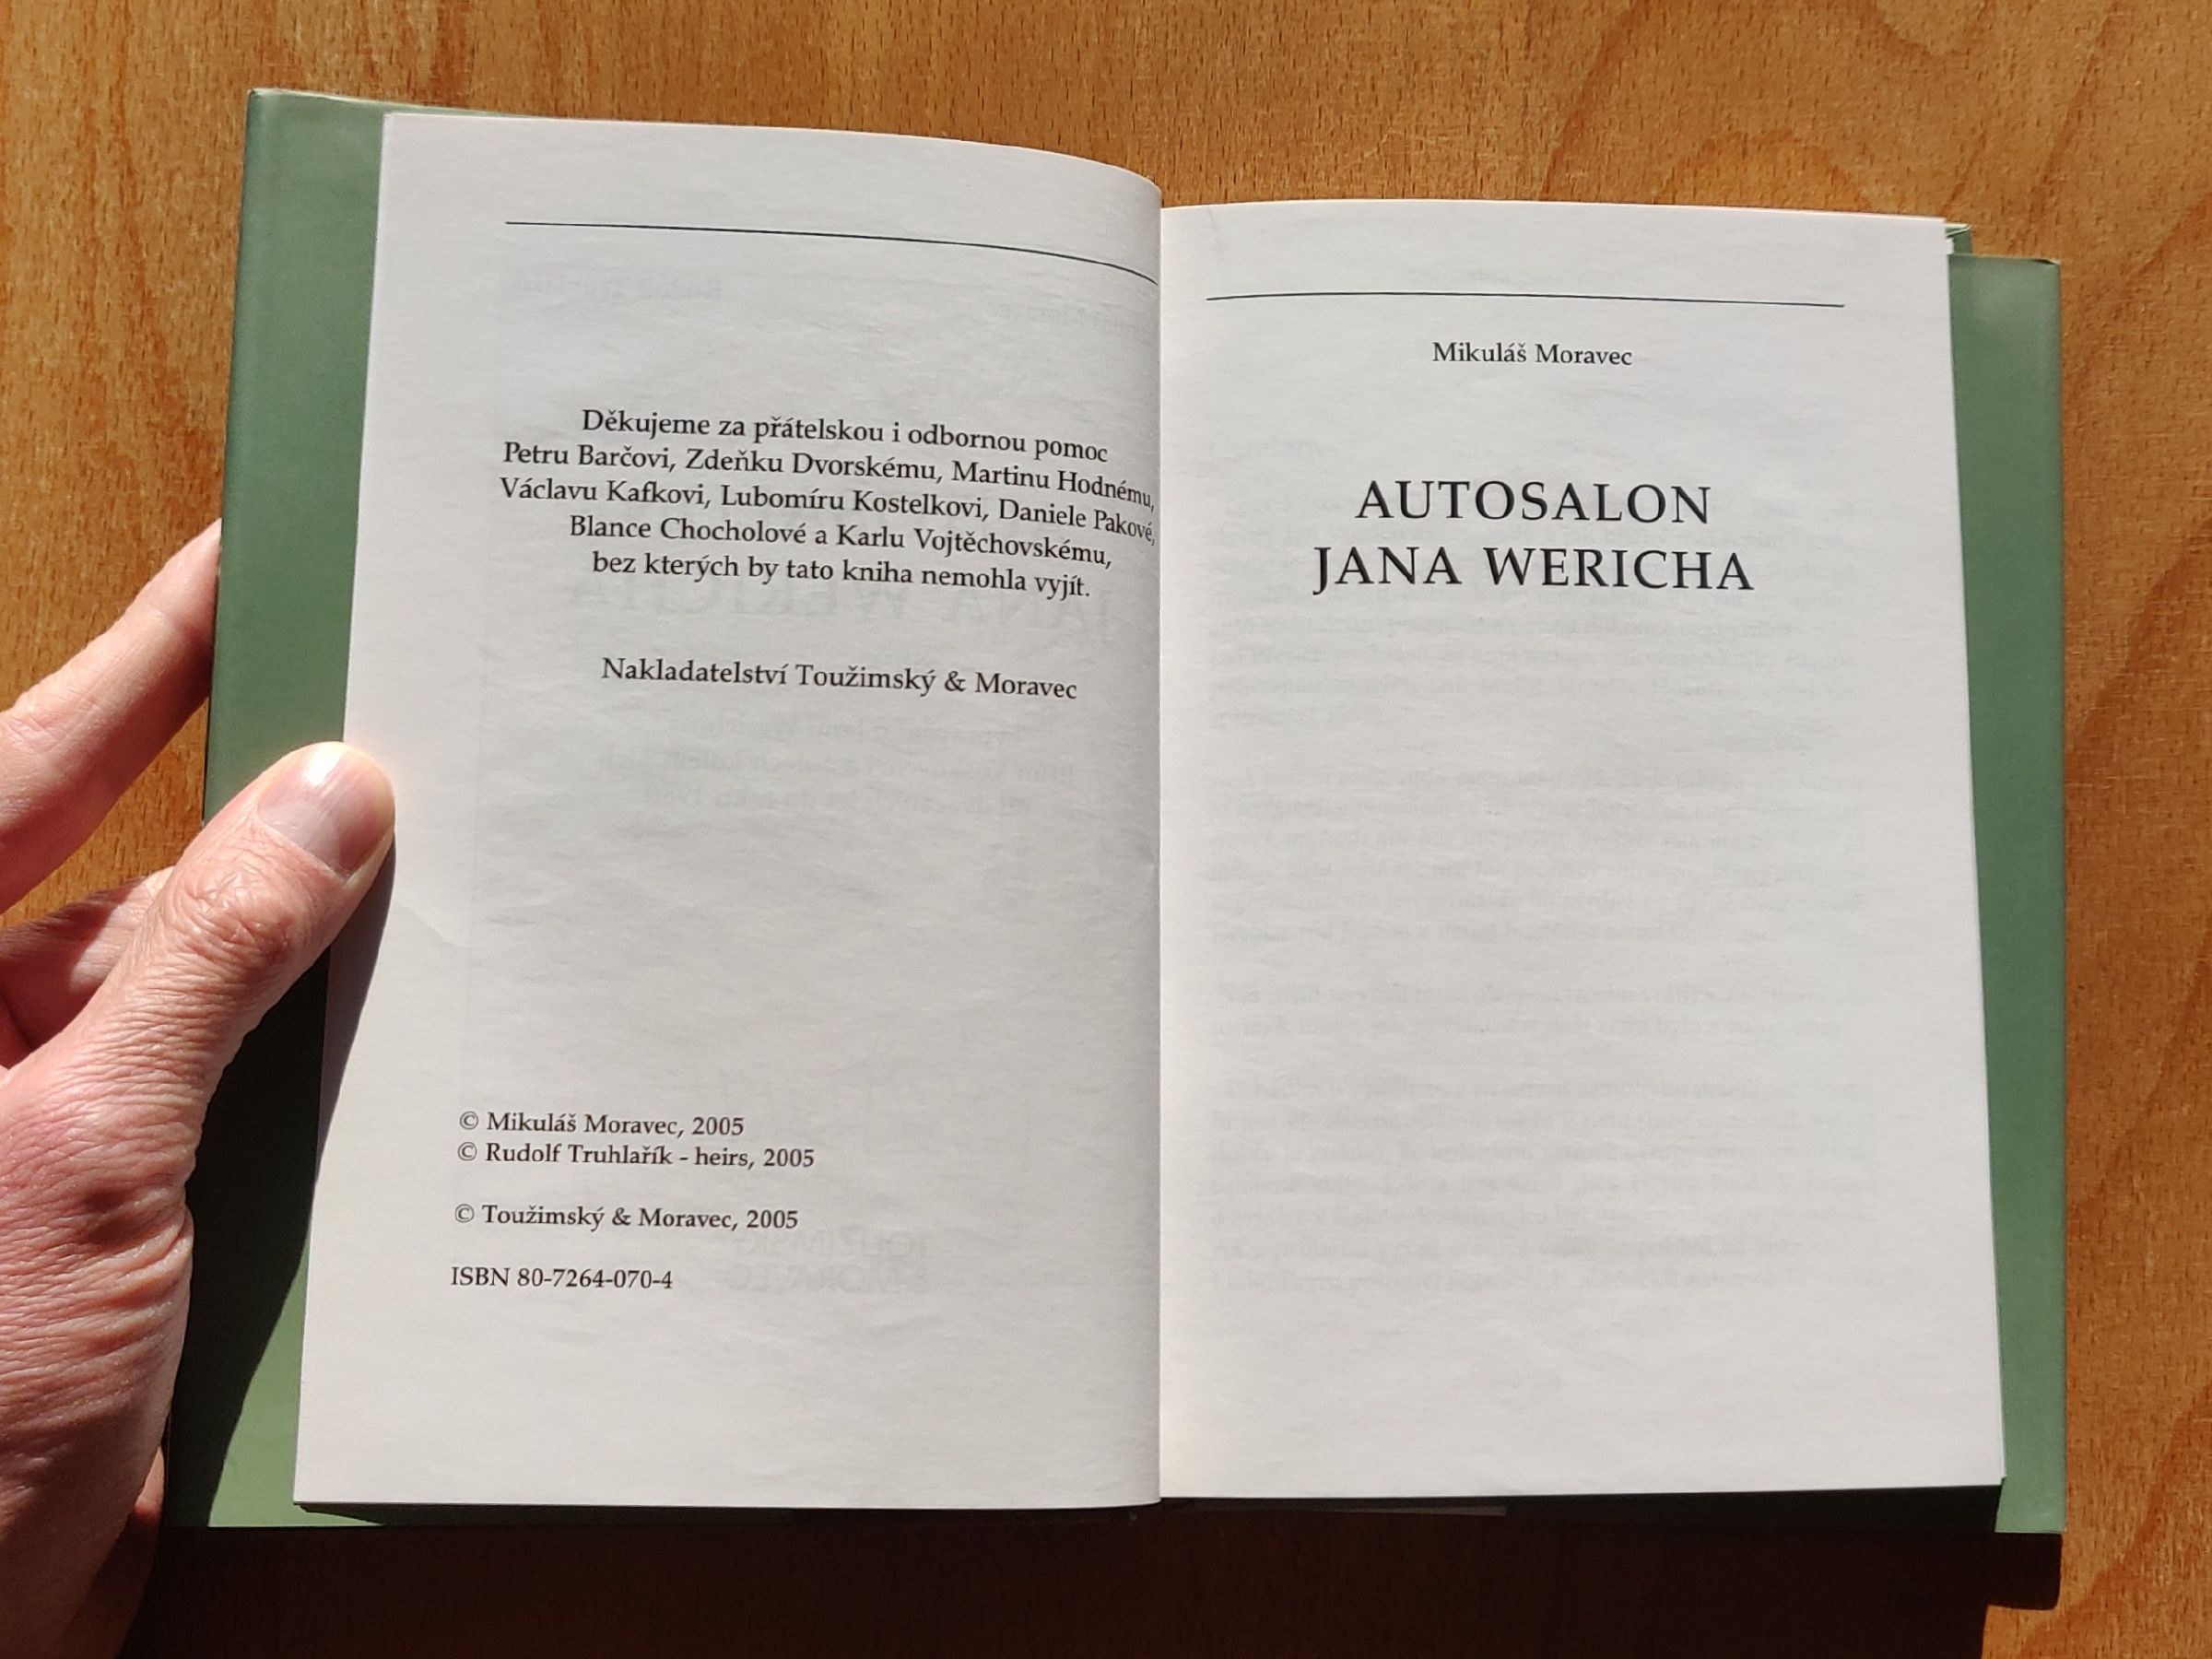 Děkujeme za přátelskou i odbornou pomoc
Petru Barčovi, Zdeňku Dvorskému, Martinu Hodnému,
Václavu Kafkovi, Lubomíru Kostelkovi, Daniele Pakové,
Blance Chocholové a Karlu Vojtěchovskému,
bez kterých by tato kniha nemohla vyjít.
Nakladatelství Toužimský & Moravec
© Mikuláš Moravec, 2005
© Rudolf Truhlařík - heirs, 2005
© Toužimský & Moravec, 2005
ISBN 80-7264-070-4
Mikuláš Moravec
AUTOSALON
JANA WERICHA